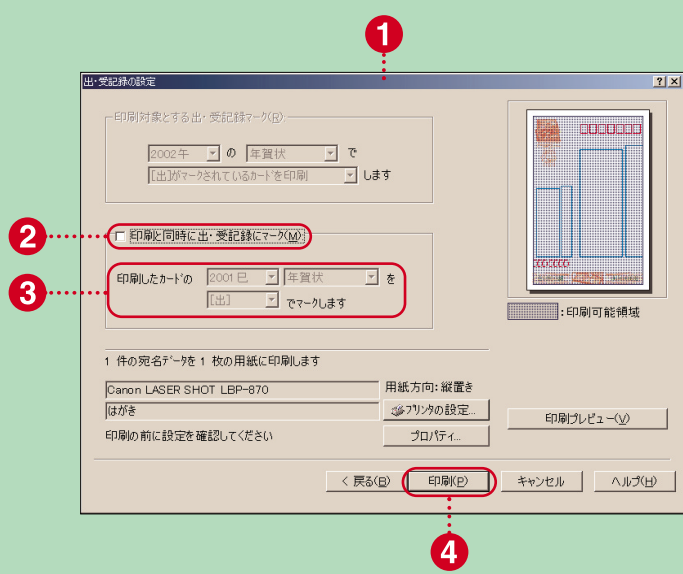 1
出・受記録の設定
印刷対象とする出・受記録マーク(R):
2002午 の 年賀状 で
[出]がマークされているカードを印刷 します
2
印刷と同時に出・受記録にマーク(M)
3
印刷したカードの 2001巳 年賀状 を
[出] でマークします
:印刷可能領域
1 件の宛名データを 1 枚の用紙に印刷します
Canon LASER SHOT LBP-870 用紙方向:縦置き
はがき プリンタの設定...
印刷プレビュー(V)
印刷の前に設定を確認してください プロパティ...
< 戻る(B) 印刷(P) キャンセル ヘルプ(H)
4